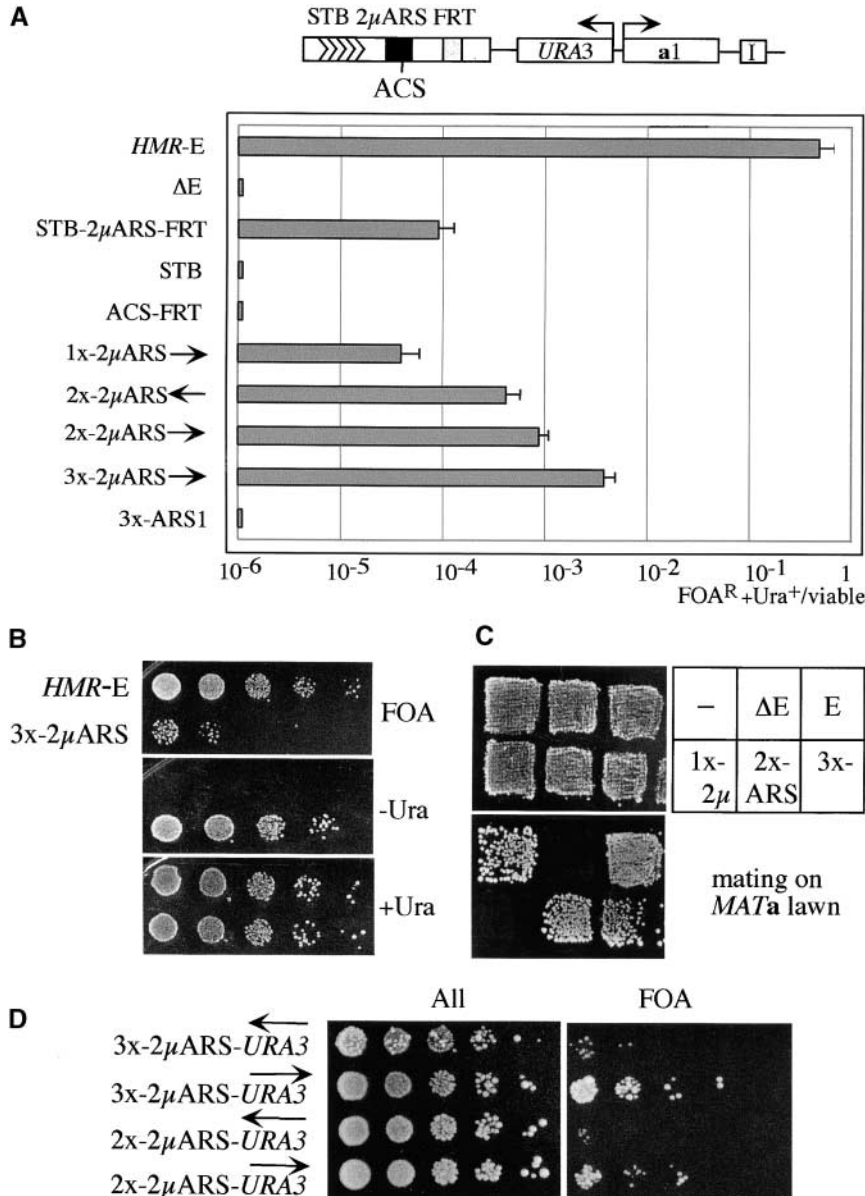 A
STB 2μARS FRT
URA3
a1
I
ACS
HMR-E
ΔE
STB-2μARS-FRT
STB
ACS-FRT
1x-2μARS→
2x-2μARS←
2x-2μARS→
3x-2μARS→
3x-ARS1
10-6 10-5 10-4 10-3 10-2 10-1 1
FOAR +Ura+/viable
B
HMR-E
3x-2μARS
FOA
-Ura
+Ura
C
– ΔE E
1x- 2x- 3x-
2μ ARS
mating on
MATa lawn
D
All FOA
3x-2μARS-URA3
3x-2μARS-URA3
2x-2μARS-URA3
2x-2μARS-URA3